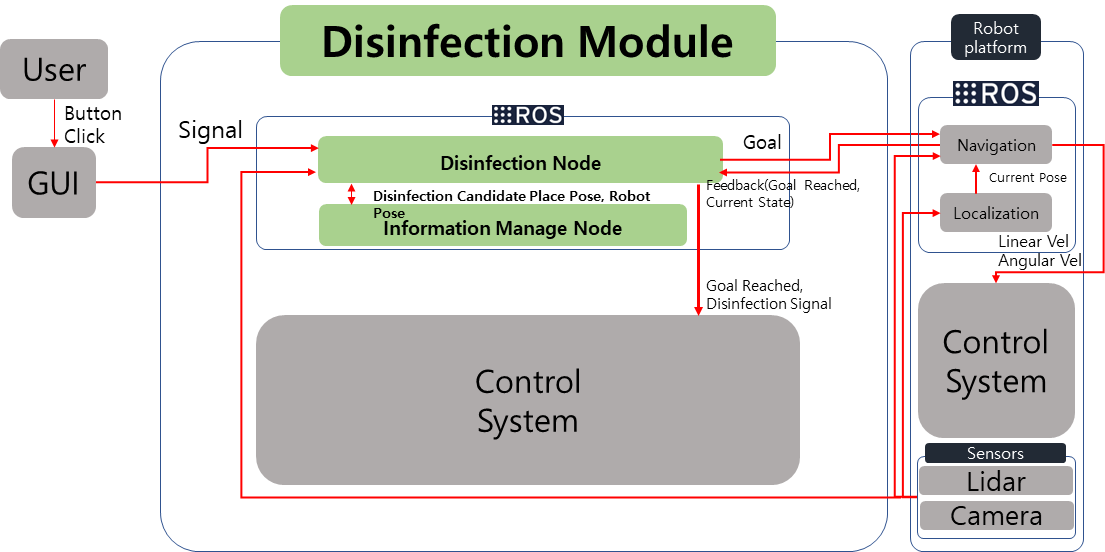 Disinfection Module
Robot
platform
User
Button
Click
GUI
Signal
ROS
Disinfection Node
Disinfection Candidate Place Pose, Robot
Pose
Information Manage Node
Goal
Feedback(Goal Reached,
Current State)
Goal Reached,
Disinfection Signal
Control
System
ROS
Navigation
Current Pose
Localization
Linear Vel
Angular Vel
Control
System
Sensors
Lidar
Camera